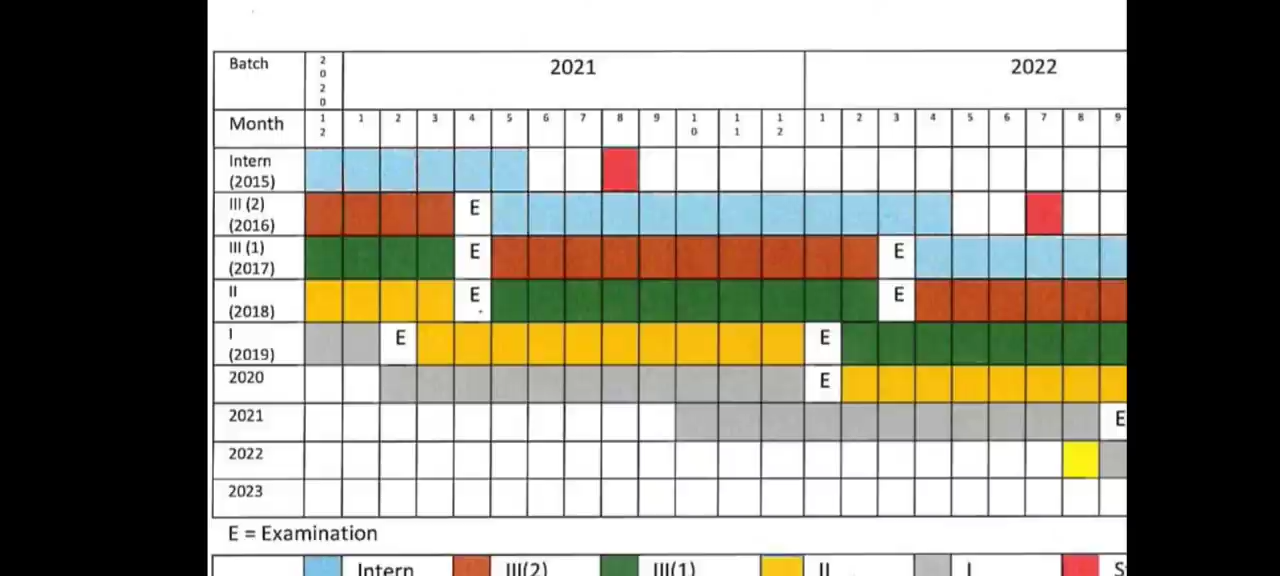 Batch 2020 2021 2022
Month 12 1 2 3 4 5 6 7 8 9 10 11 12 1 2 3 4 5 6 7 8 9
Intern
(2015)
III (2) E
(2016)
III (1) E E
(2017)
II E E
(2018)
I E E
(2019)
2020 E
2021 E
2022
2023
E = Examination
Intern III(2) III(1) II I